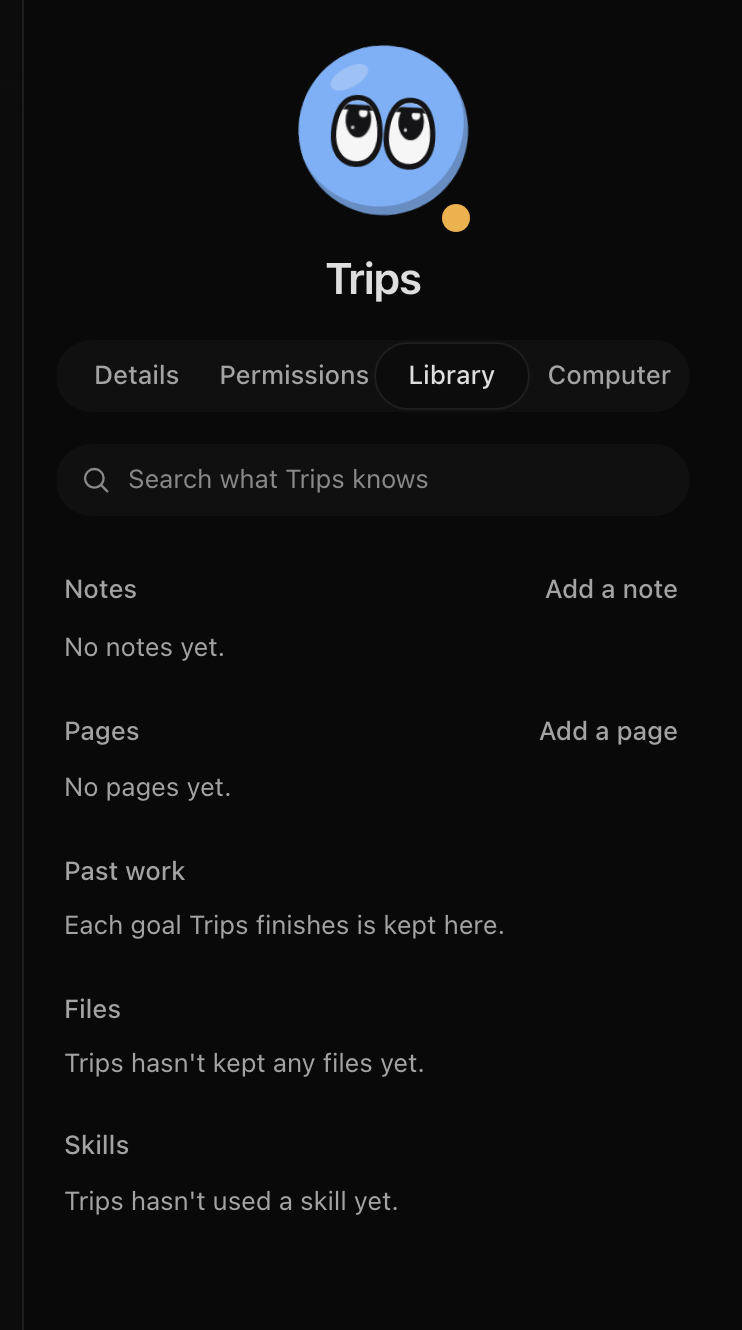 Trips
Details Permissions Library Computer
Search what Trips knows
Notes Add a note
No notes yet.
Pages Add a page
No pages yet.
Past work
Each goal Trips finishes is kept here.
Files
Trips hasn't kept any files yet.
Skills
Trips hasn't used a skill yet.